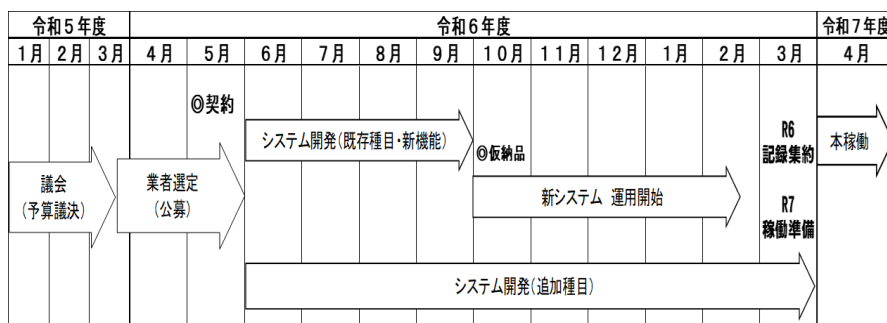 令和５年度 令和６年度 令和７年度
１月 ２月 ３月 ４月 ５月 ６月 ７月 ８月 ９月 １０月 １１月 １２月 １月 ２月 ３月 ４月
◎契約
システム開発（既存種目・新機能）
◎仮納品
R6
記録集約
本稼働
議会
（予算議決）
業者選定
（公募）
新システム 運用開始
R7
稼働準備
システム開発（追加種目）